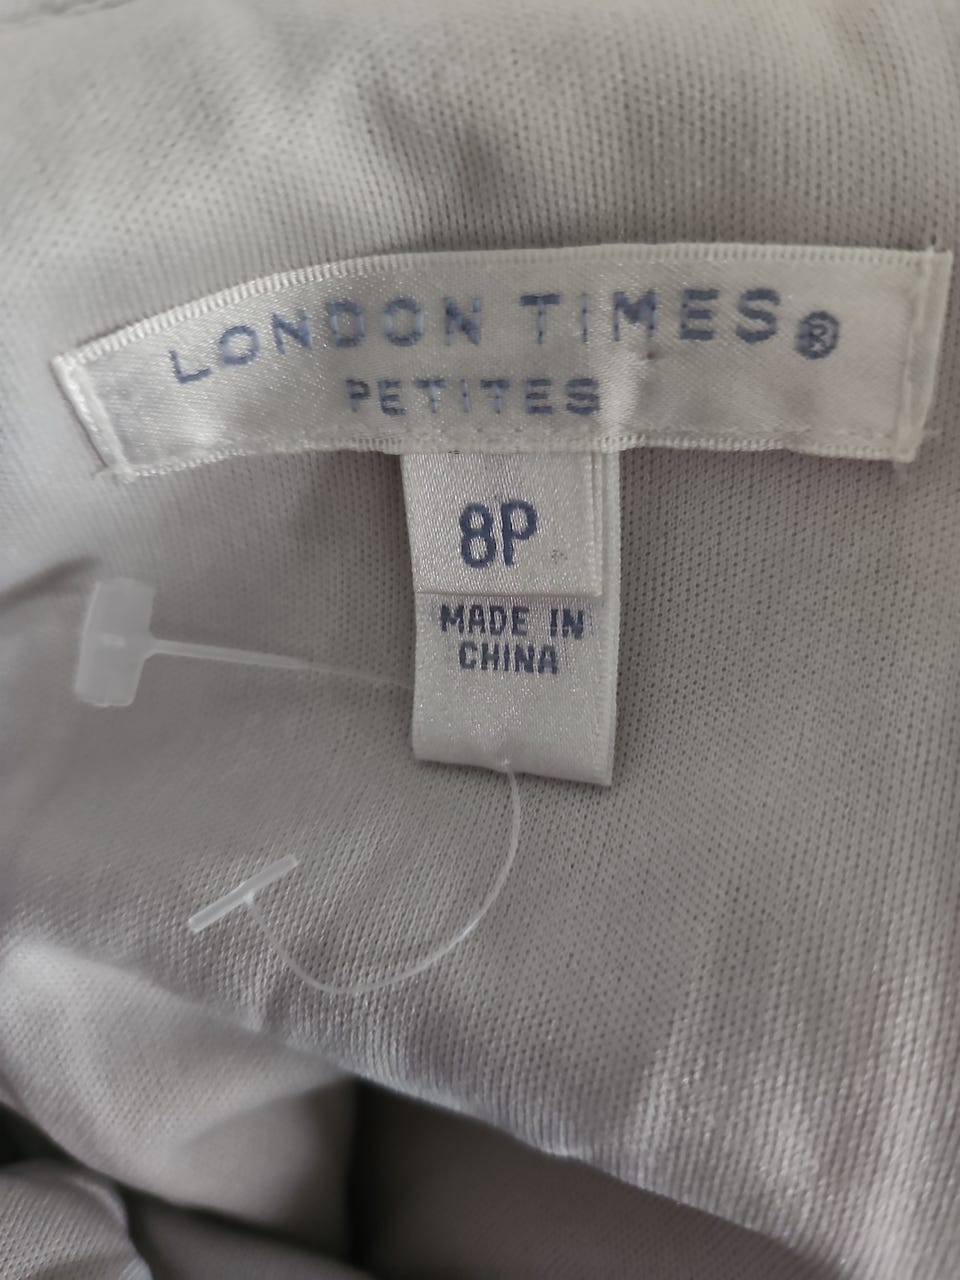 LONDON TIMES®
PETITES
8P
MADE IN
CHINA